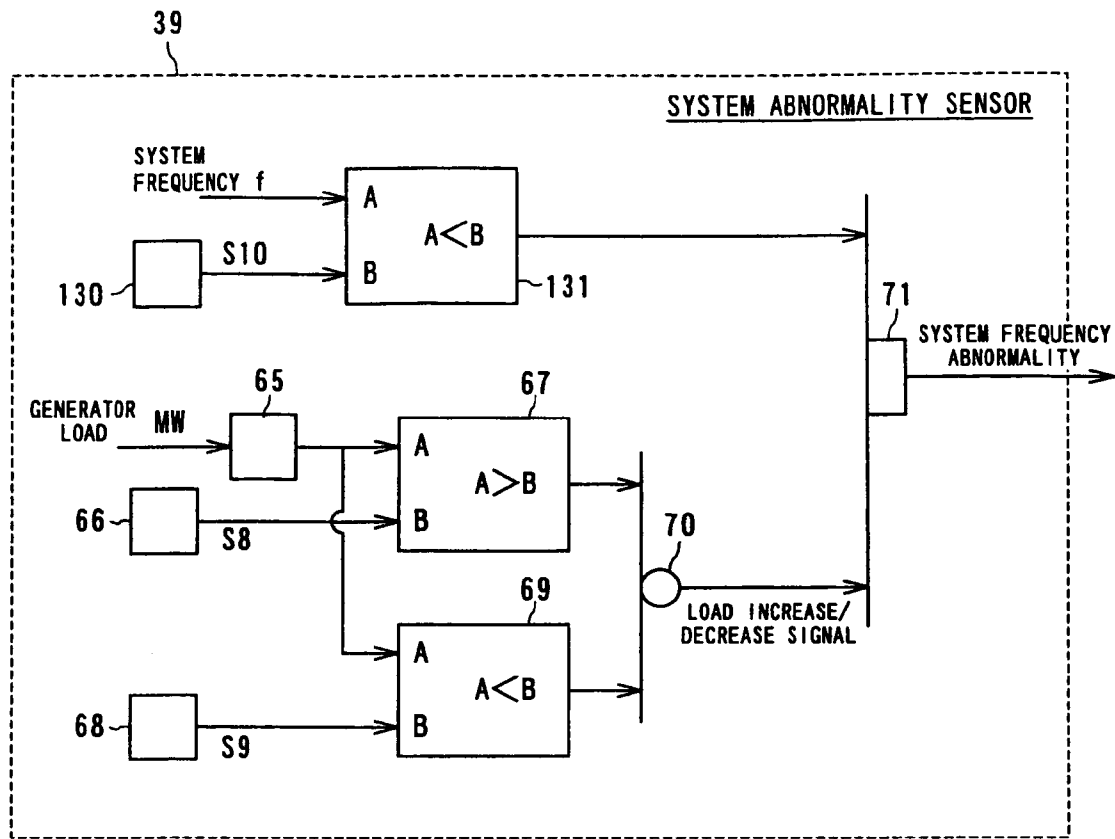 39
SYSTEM ABNORMALITY SENSOR
SYSTEM
FREQUENCY f
A
A<B
S10
B
130
131
71
SYSTEM FREQUENCY
ABNORMALITY
65
67
GENERATOR
LOAD
MW
A
A>B
66
S8
B
70
69
LOAD INCREASE/
DECREASE SIGNAL
A
A<B
68
S9
B